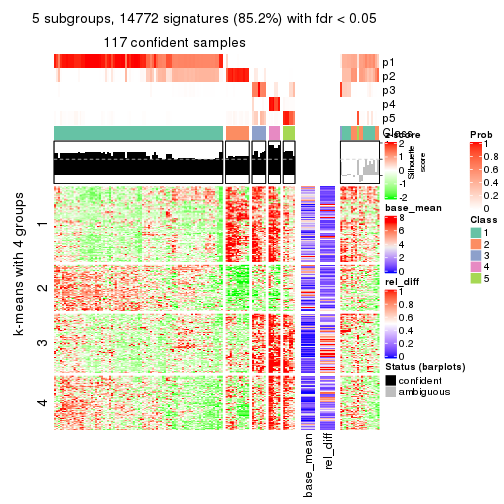 5 subgroups, 14772 signatures (85.2%) with fdr < 0.05
117 confident samples
p1
p2
p3
p4
p5
Class
Silhouette
score
k-means with 4 groups
1
2
3
4
base_mean
rel_diff
z-score
2
1
0
-1
-2
base_mean
8
6
4
2
0
rel_diff
1
0.8
0.6
0.4
0.2
0
Status (barplots)
confident
ambiguous
Prob
1
0.8
0.6
0.4
0.2
0
Class
1
2
3
4
5